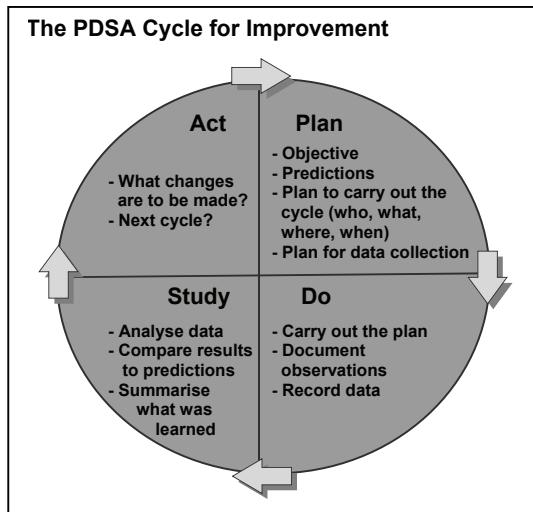 The PDSA Cycle for Improvement
Act
- What changes
are to be made?
- Next cycle?
Plan
- Objective
- Predictions
- Plan to carry out the
cycle (who, what,
where, when)
- Plan for data collection
Do
- Carry out the plan
- Document
observations
- Record data
Study
- Analyse data
- Compare results
to predictions
- Summarise
what was
learned